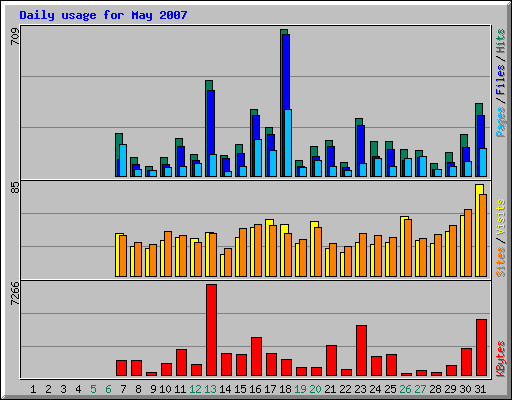 Daily usage for May 2007
709
85
7266
Pages / Files / Hits
Sites / Visits
KBytes
1 2 3 4 5 6 7 8 9 10 11 12 13 14 15 16 17 18 19 20 21 22 23 24 25 26 27 28 29 30 31